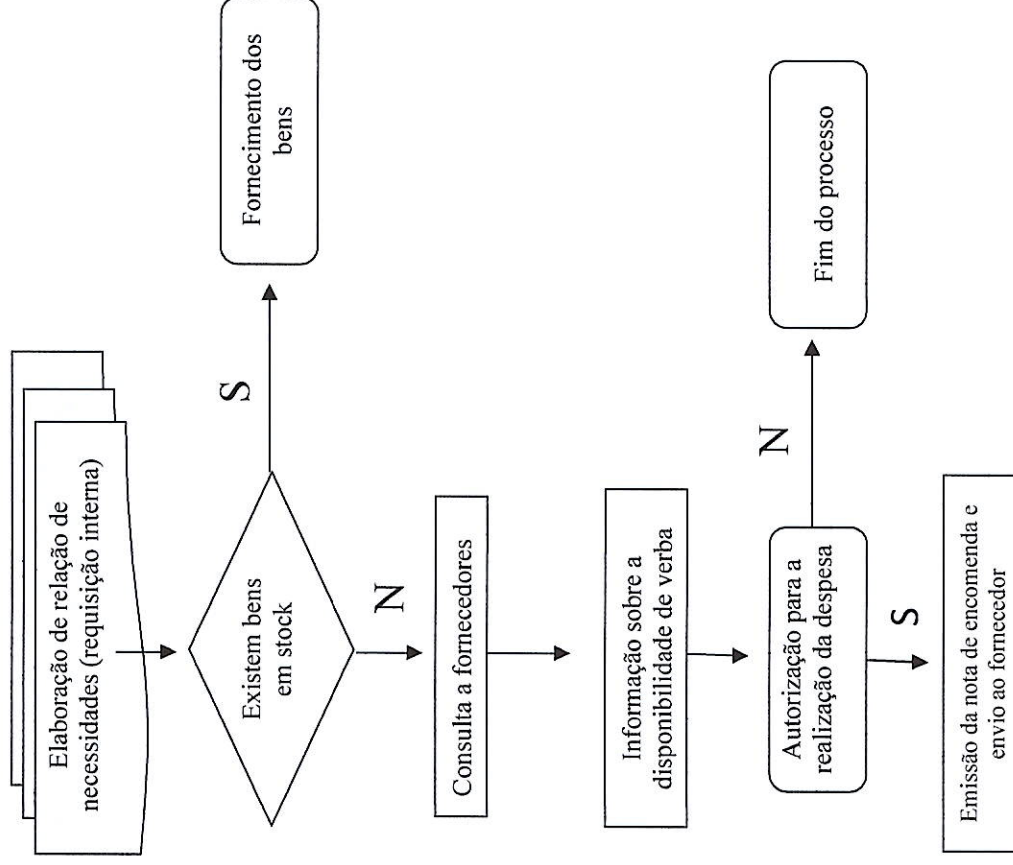 Elaboração de relação de
necessidades (requisição interna)
Existem bens
em stock
S
Fornecimento dos
bens
N
Consulta a fornecedores
Informação sobre a
disponibilidade de verba
Autorização para a
realização da despesa
N
Fim do processo
S
Emissão da nota de encomenda e
envio ao fornecedor